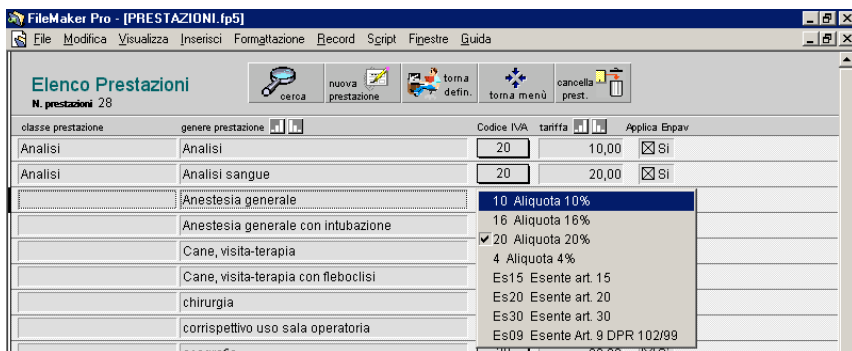 FileMaker Pro - [PRESTAZIONI.fp5]
File Modifica Visualizza Inserisci Formattazione Record Script Finestre Guida
Elenco Prestazioni
N. prestazioni 28
cerca
nuova prestazione
torna defin.
torna menù
cancella prest.
classe prestazione genere prestazione Codice IVA tariffa Applica Enpav
Analisi Analisi 20 10,00 Si
Analisi Analisi sangue 20 20,00 Si
Anestesia generale
Anestesia generale con intubazione
Cane, visita-terapia
Cane, visita-terapia con fleboclisi
chirurgia
corrispettivo uso sala operatoria
10 Aliquota 10%
16 Aliquota 16%
20 Aliquota 20%
4 Aliquota 4%
Es15 Esente art. 15
Es20 Esente art. 20
Es30 Esente art. 30
Es09 Esente Art. 9 DPR 102/99